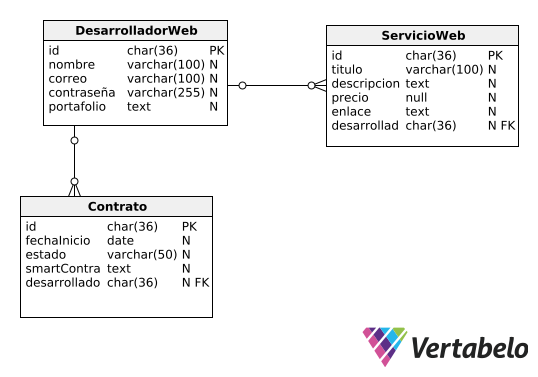 DesarrolladorWeb
id char(36) PK
nombre varchar(100) N
correo varchar(100) N
contraseña varchar(255) N
portafolio text N
ServicioWeb
id char(36) PK
titulo varchar(100) N
descripcion text N
precio null N
enlace text N
desarrollad char(36) N FK
Contrato
id char(36) PK
fechaInicio date N
estado varchar(50) N
smartContra text N
desarrollado char(36) N FK
Vertabelo